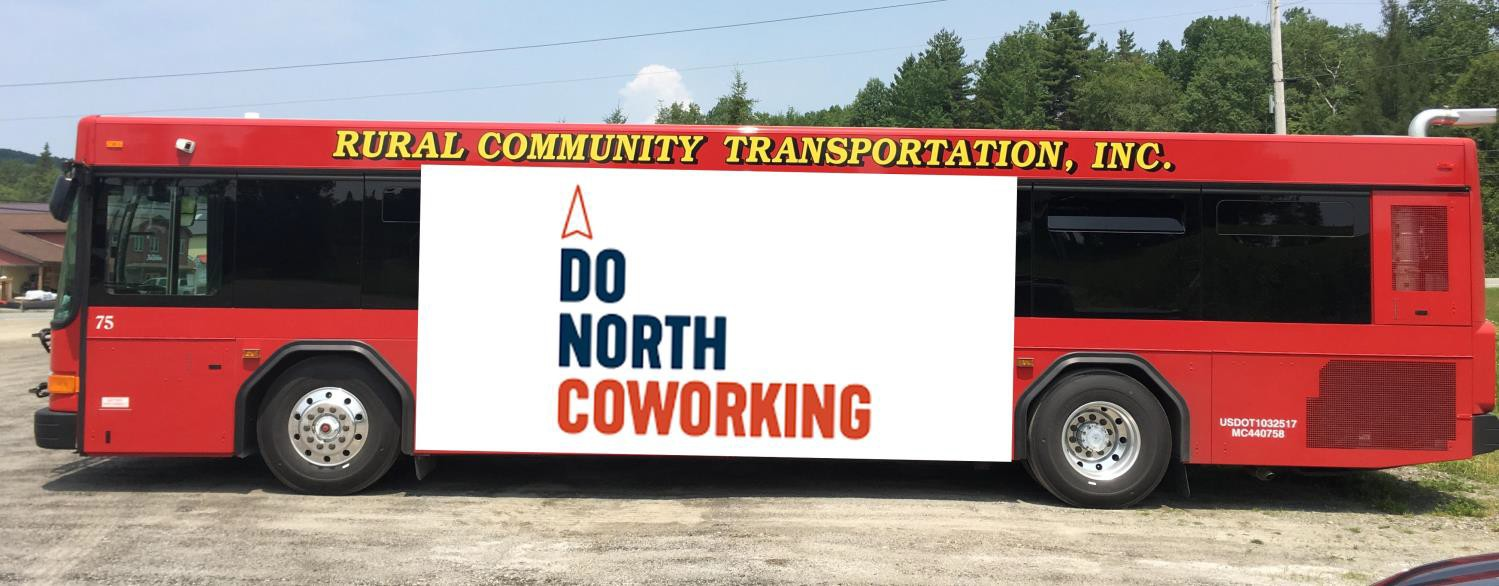 RURAL COMMUNITY TRANSPORTATION, INC.
DO
NORTH
COWORKING
75
USDOT1032517
MC440758